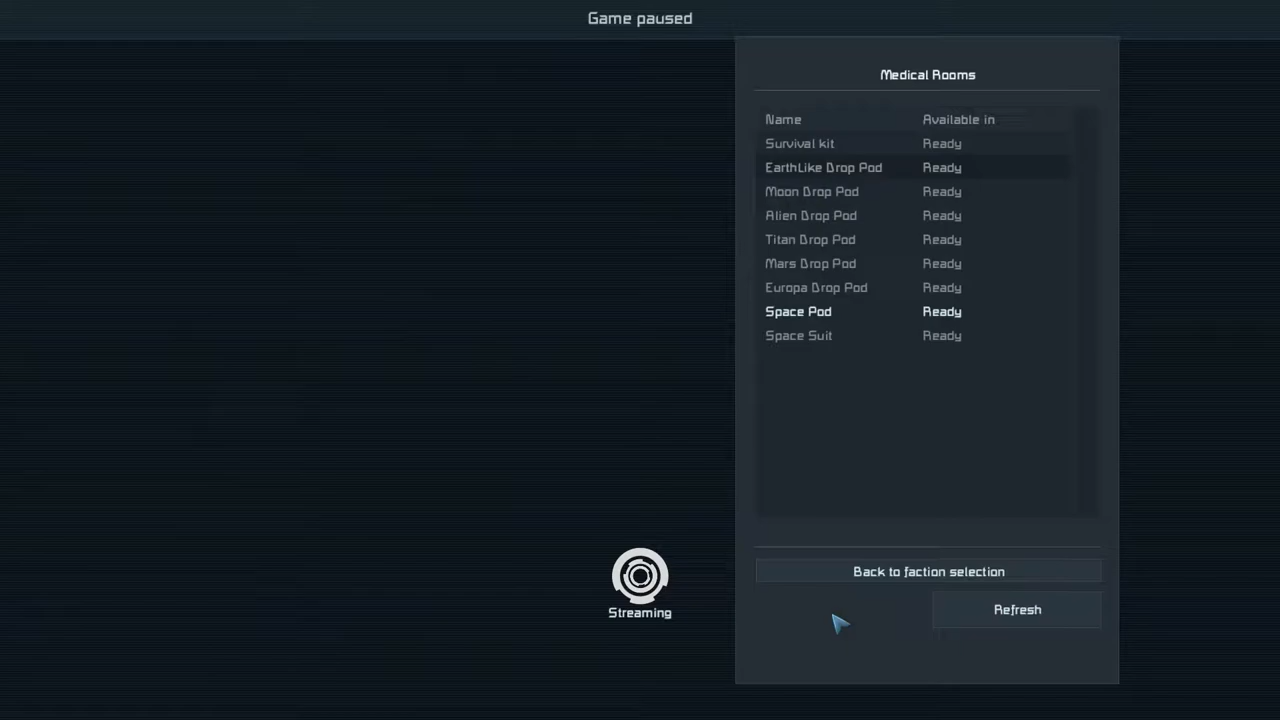 Game paused
Medical Rooms
Name Available in
Survival kit Ready
EarthLike Drop Pod Ready
Moon Drop Pod Ready
Alien Drop Pod Ready
Titan Drop Pod Ready
Mars Drop Pod Ready
Europa Drop Pod Ready
Space Pod Ready
Space Suit Ready
Back to faction selection
Refresh
Streaming